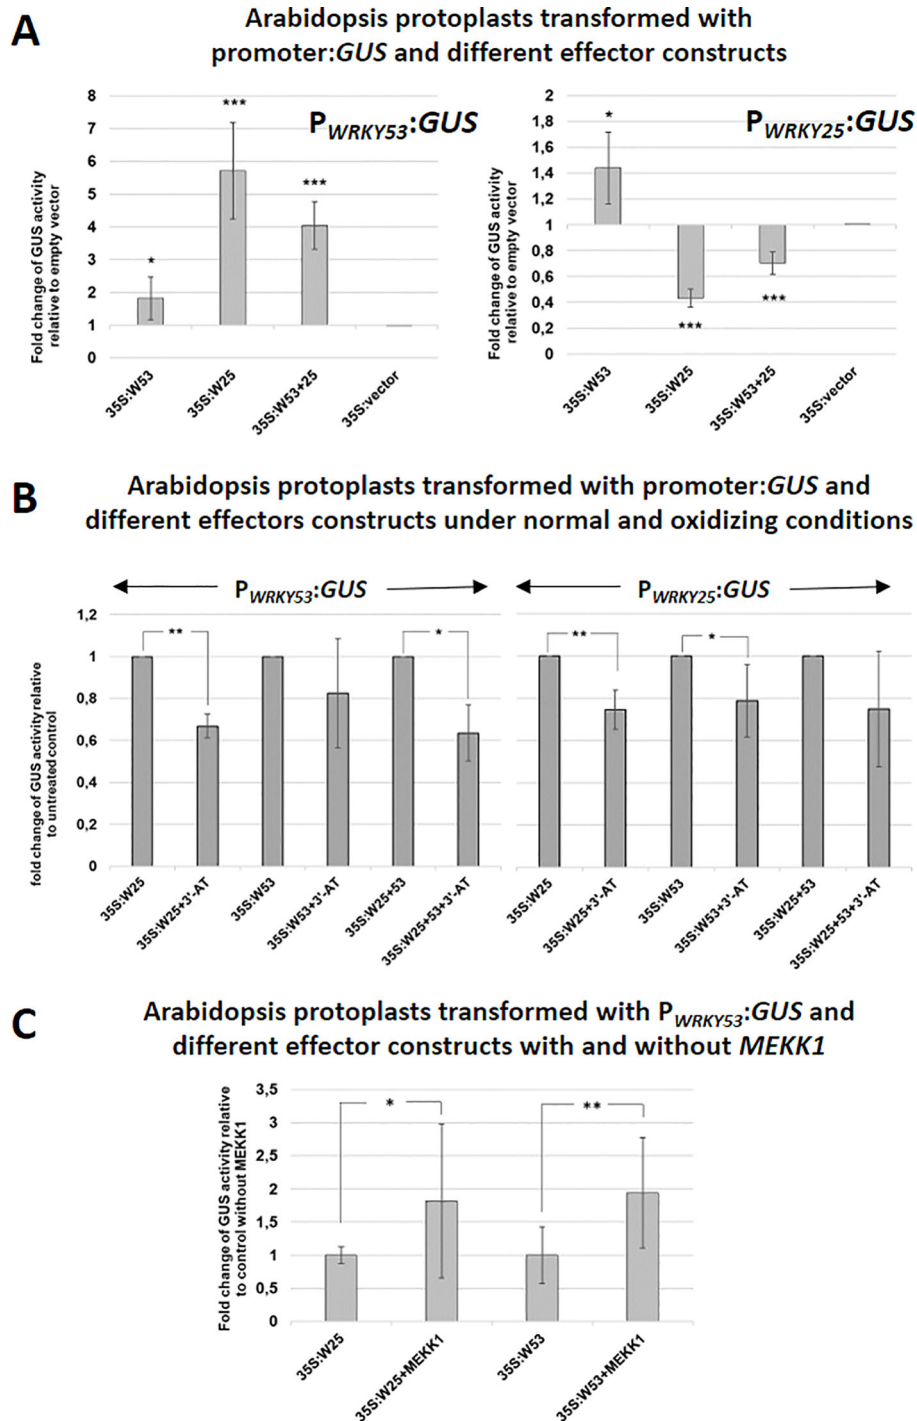 A
Arabidopsis protoplasts transformed with
promoter:GUS and different effector constructs
Fold change of GUS activity
relative to empty vector
8
7
6
5
4
3
2
1
0
PWRKY53:GUS
*
***
***
35S:W53
35S:W25
35S:W53+25
35S:vector
Fold change of GUS activity
relative to empty vector
2
1,8
1,6
1,4
1,2
1
0,8
0,6
0,4
0,2
0
PWRKY25:GUS
*
***
***
35S:W53
35S:W25
35S:W53+25
35S:vector
B
Arabidopsis protoplasts transformed with promoter:GUS and
different effectors constructs under normal and oxidizing conditions
PWRKY53:GUS
PWRKY25:GUS
fold change of GUS activity relative
to untreated control
1,2
1
0,8
0,6
0,4
0,2
0
**
*
**
*
35S:W25
35S:W25+3'-AT
35S:W53
35S:W53+3'-AT
35S:W25+53
35S:W25+53+3'-AT
35S:W25
35S:W25+3'-AT
35S:W53
35S:W53+3'-AT
35S:W25+53
35S:W25+53+3'-AT
C
Arabidopsis protoplasts transformed with PWRKY53:GUS and
different effector constructs with and without MEKK1
Fold change of GUS activity relative
to control without MEKK1
3,5
3
2,5
2
1,5
1
0,5
0
*
**
35S:W25
35S:W25+MEKK1
35S:W53
35S:W53+MEKK1